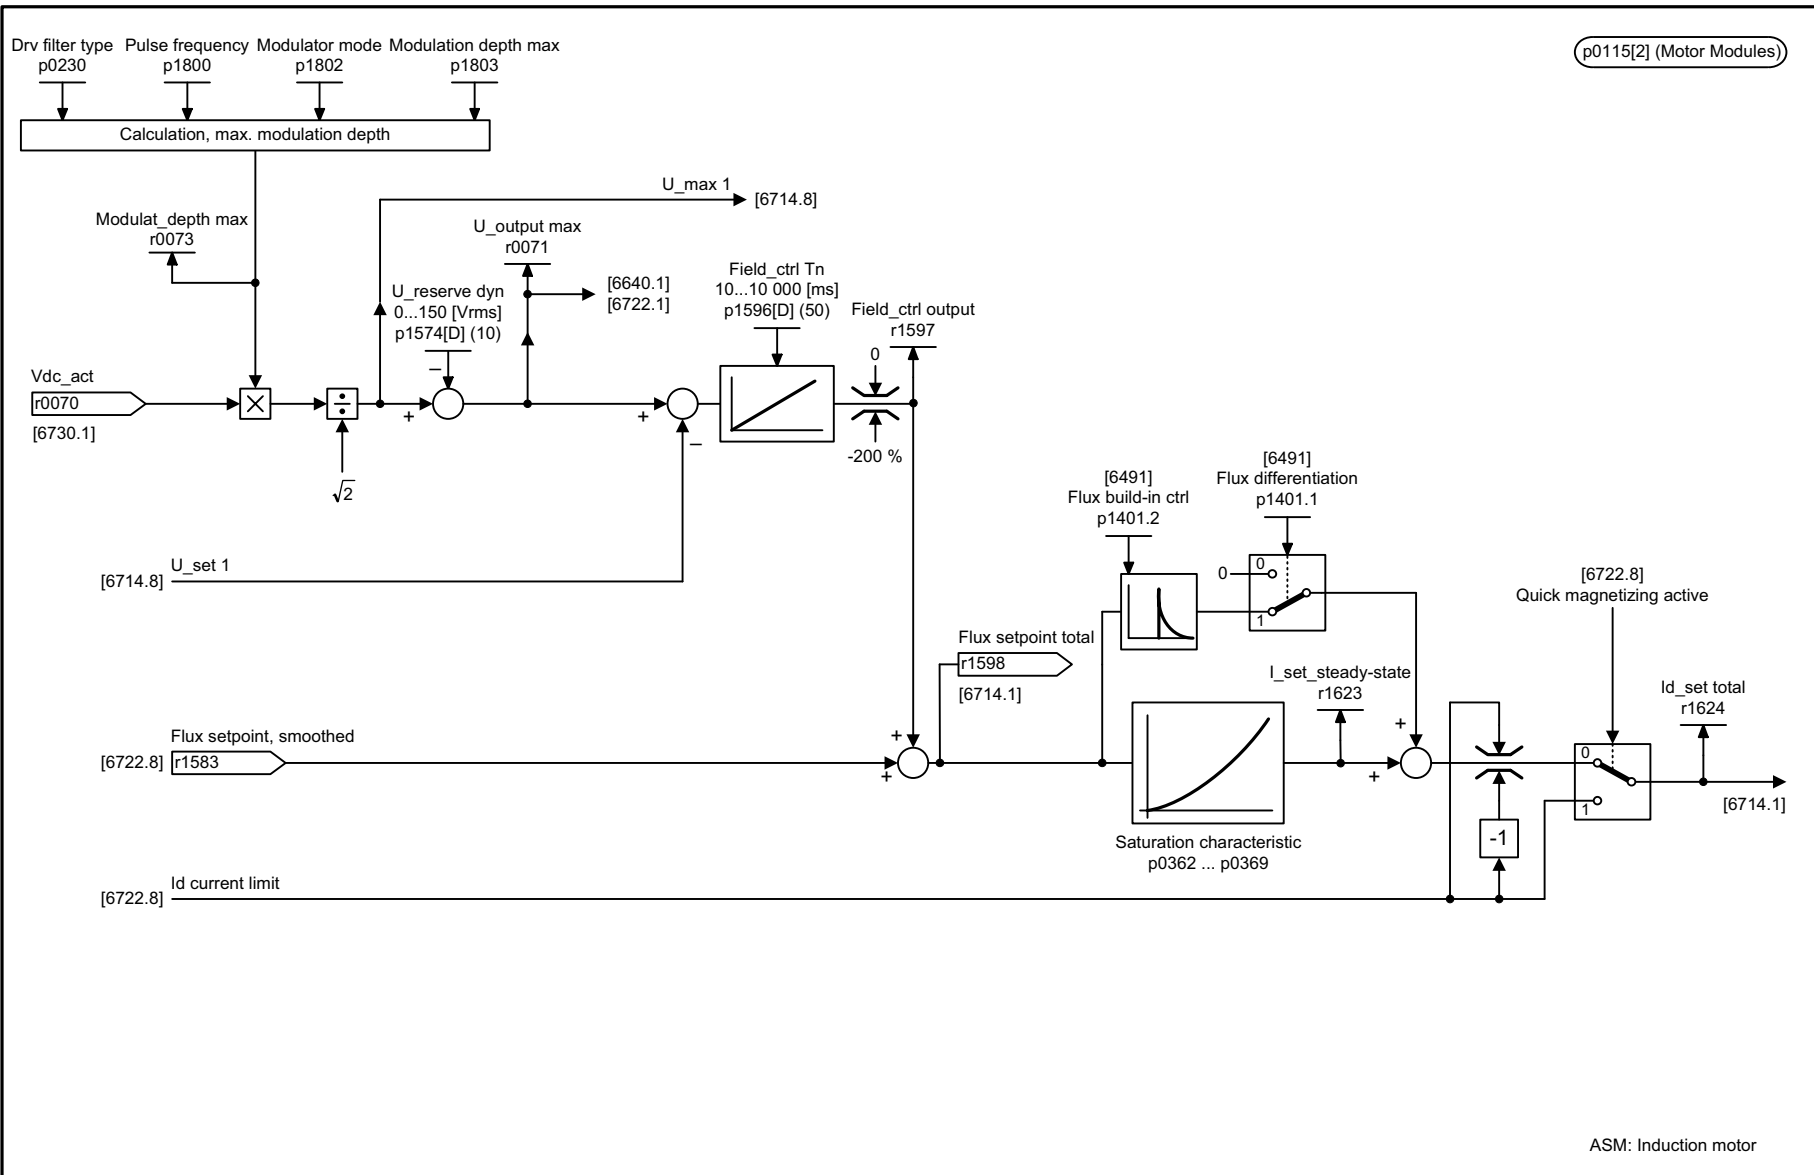 Drv filter type
p0230
Pulse frequency
p1800
Modulator mode
p1802
Modulation depth max
p1803
p0115[2] (Motor Modules)
Calculation, max. modulation depth
U_max 1
[6714.8]
Modulat_depth max
r0073
U_output max
r0071
[6640.1]
[6722.1]
U_reserve dyn
0...150 [Vrms]
p1574[D] (10)
Field_ctrl Tn
10...10 000 [ms]
p1596[D] (50)
Field_ctrl output
r1597
0
-200 %
Vdc_act
r0070
[6730.1]
×
÷
√2
+
–
+
–
[6714.8]
U_set 1
[6491]
Flux build-in ctrl
p1401.2
[6491]
Flux differentiation
p1401.1
0
0
1
[6722.8]
Quick magnetizing active
Flux setpoint total
r1598
[6714.1]
I_set_steady-state
r1623
Id_set total
r1624
Flux setpoint, smoothed
[6722.8]
r1583
+
+
+
+
0
1
[6714.1]
-1
Saturation characteristic
p0362 ... p0369
[6722.8]
Id current limit
ASM: Induction motor